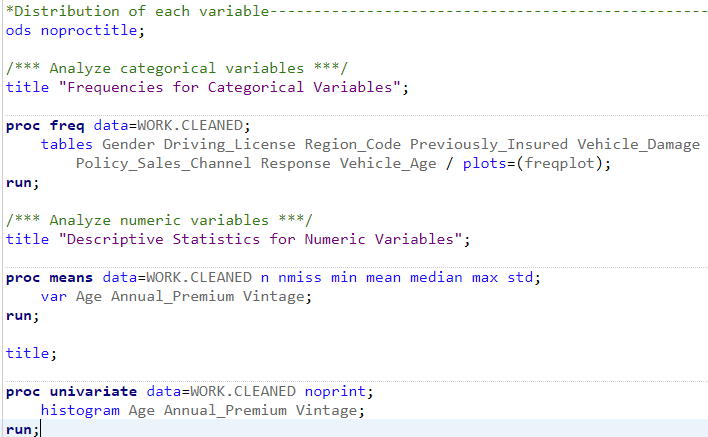 *Distribution of each variable-------------------------------------------------
ods noproctitle;
/*** Analyze categorical variables ***/
title "Frequencies for Categorical Variables";
proc freq data=WORK.CLEANED;
    tables Gender Driving_License Region_Code Previously_Insured Vehicle_Damage
        Policy_Sales_Channel Response Vehicle_Age / plots=(freqplot);
run;
/*** Analyze numeric variables ***/
title "Descriptive Statistics for Numeric Variables";
proc means data=WORK.CLEANED n nmiss min mean median max std;
    var Age Annual_Premium Vintage;
run;
title;
proc univariate data=WORK.CLEANED noprint;
    histogram Age Annual_Premium Vintage;
run;